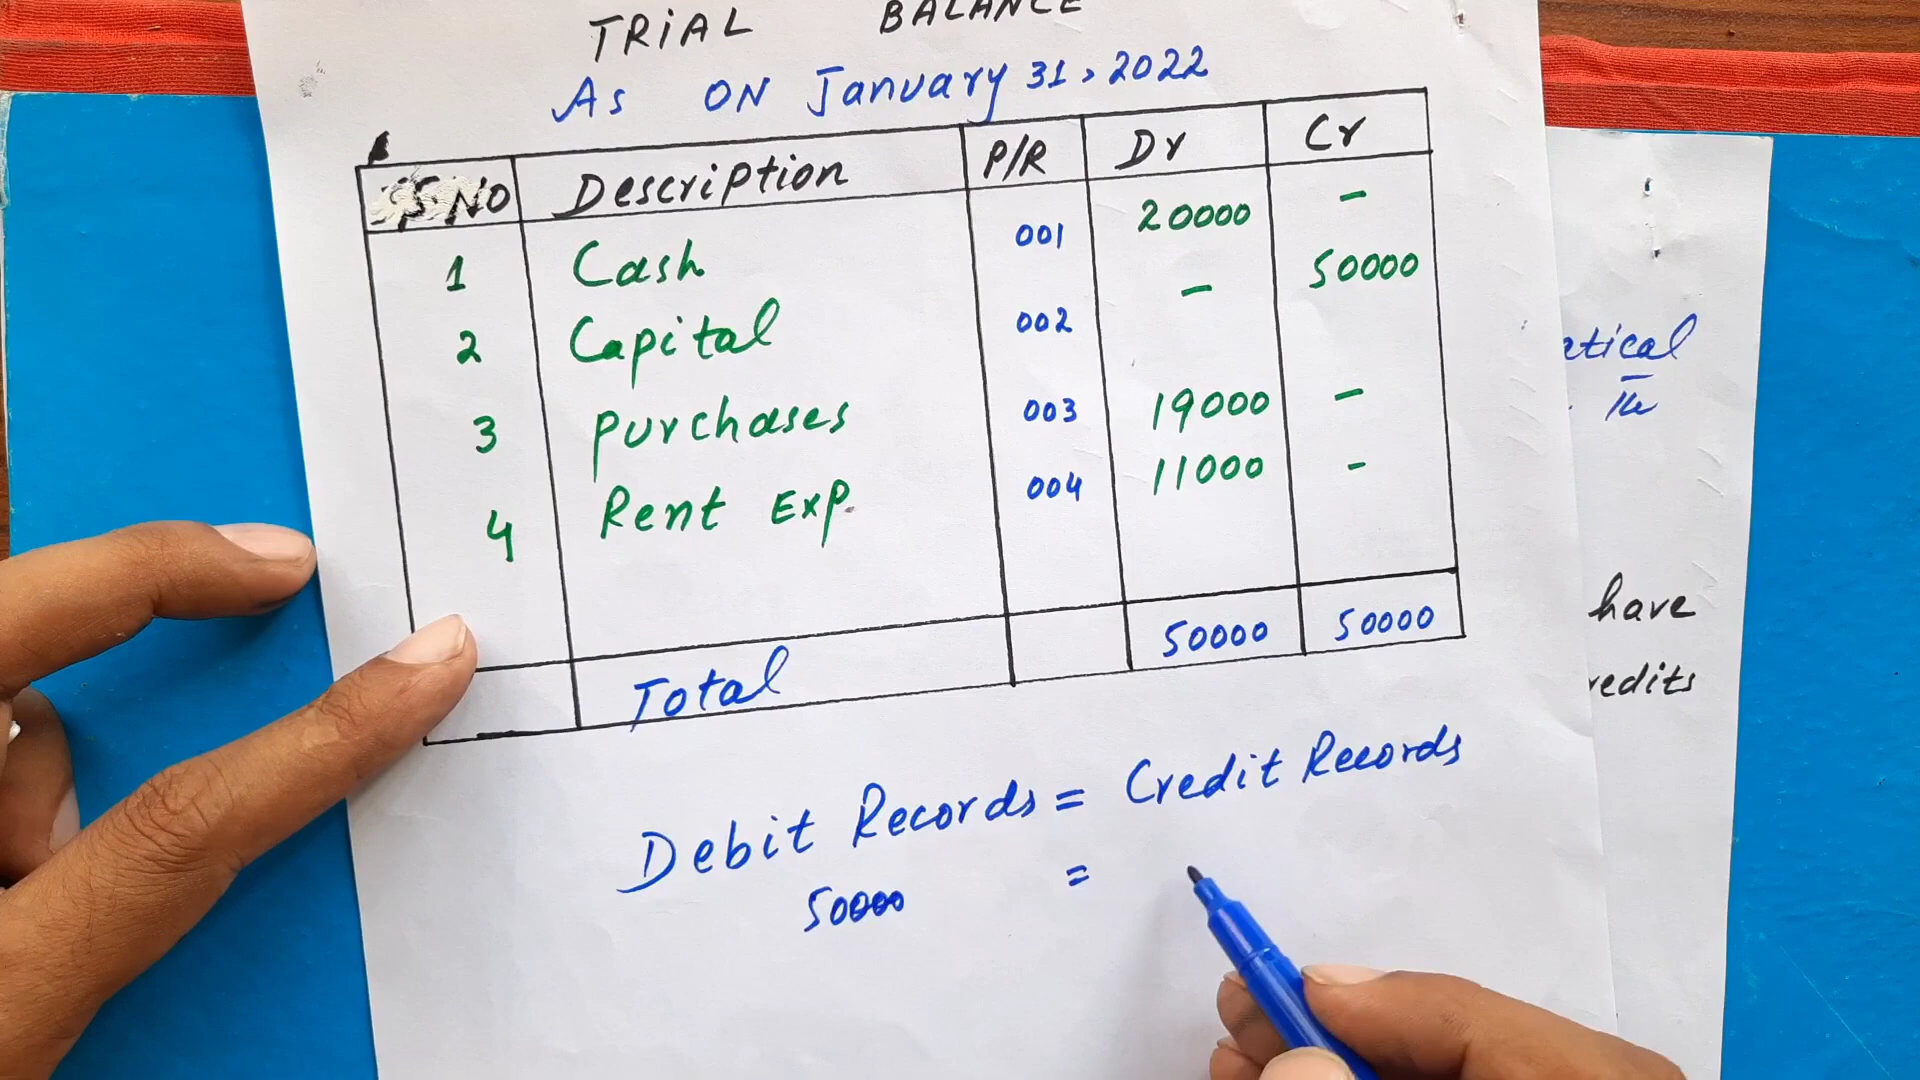 TRIAL BALANCE
As ON January 31, 2022
NO Description P/R Dr Cr
1 Cash 001 20000 -
2 Capital 002 - 50000
3 Purchases 003 19000 -
4 Rent Exp. 004 11000 -
Total 50000 50000
Debit Records = Credit Records
50000 =
have